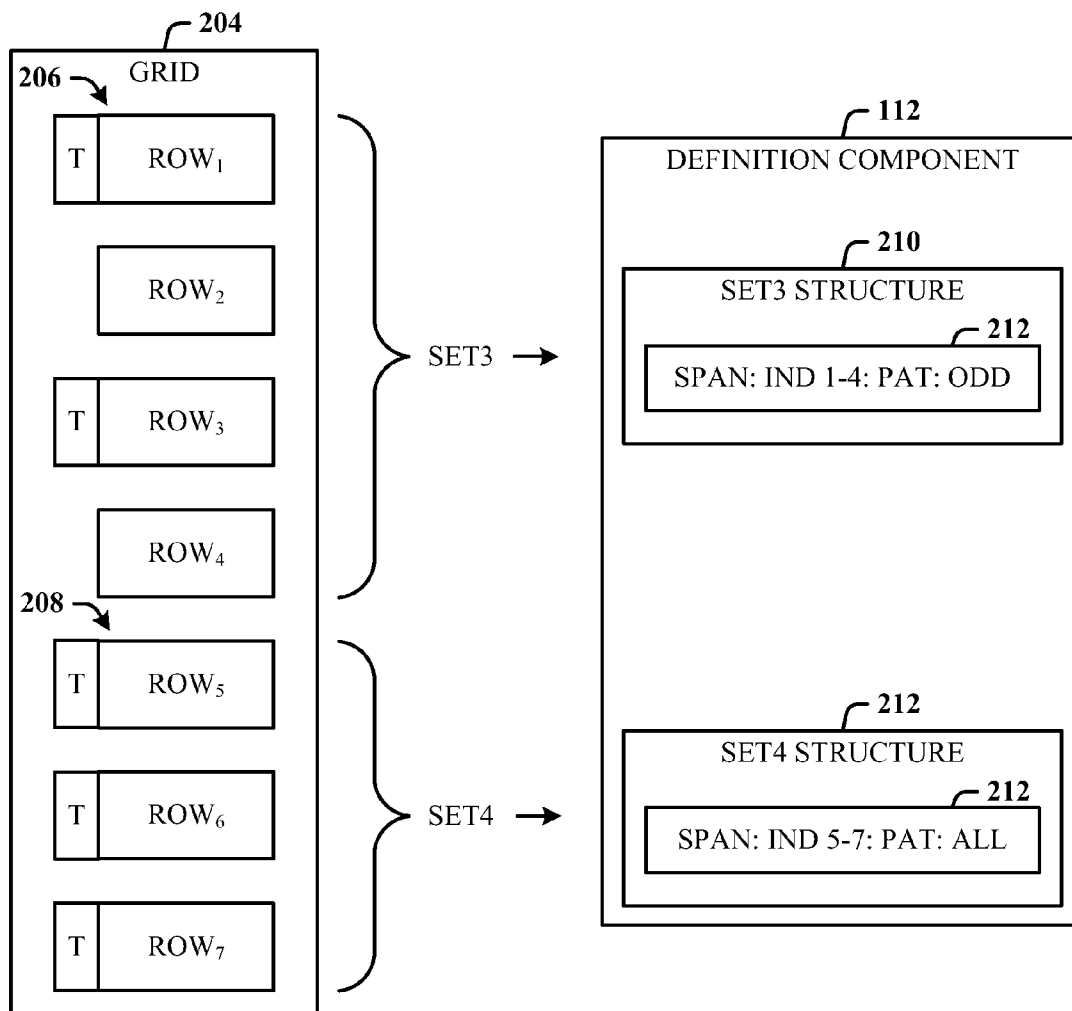 204
GRID
206
T ROW₁
ROW₂
T ROW₃
ROW₄
SET3
208
T ROW₅
T ROW₆
T ROW₇
SET4
112
DEFINITION COMPONENT
210
SET3 STRUCTURE
212
SPAN: IND 1-4: PAT: ODD
212
SET4 STRUCTURE
212
SPAN: IND 5-7: PAT: ALL